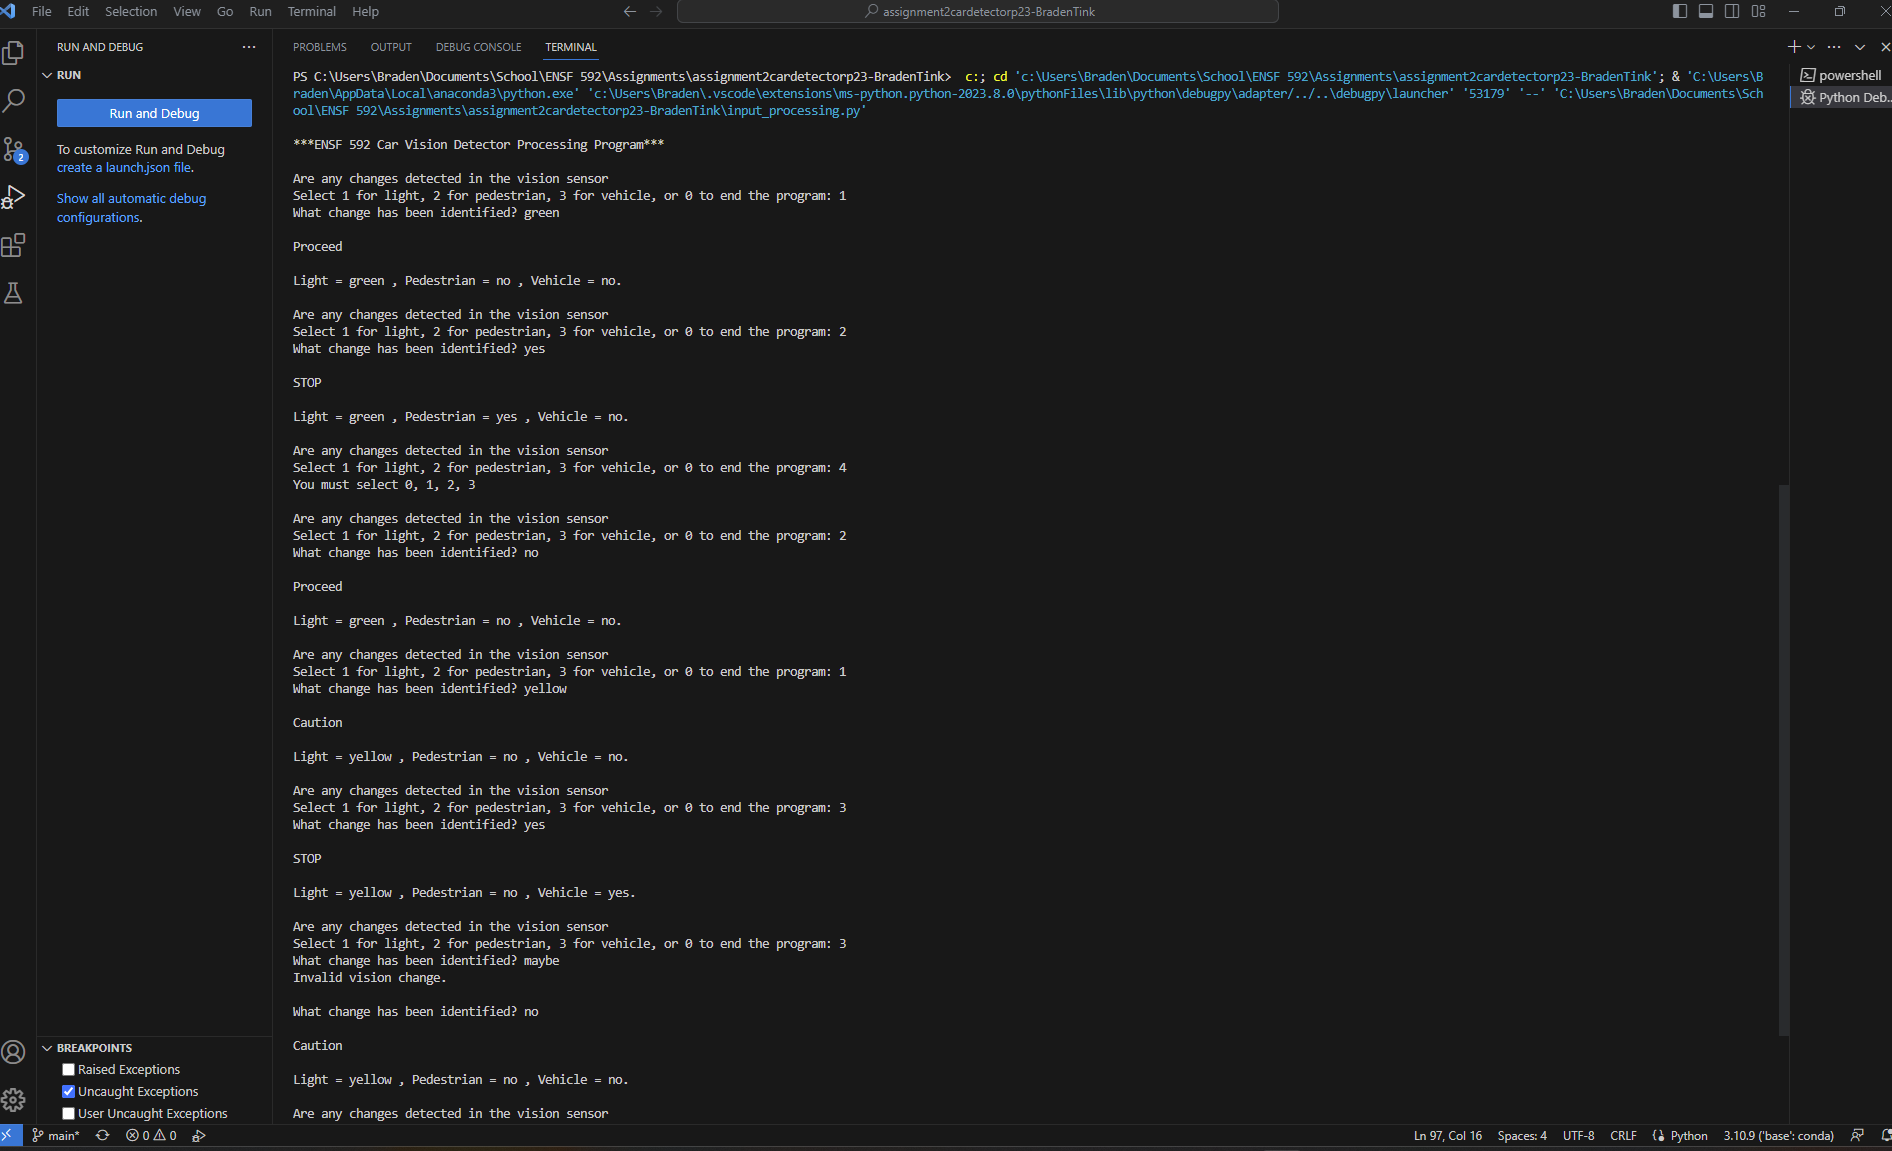 File Edit Selection View Go Run Terminal Help
assignment2cardetectorp23-BradenTink
RUN AND DEBUG
RUN
Run and Debug
To customize Run and Debug
create a launch.json file.
Show all automatic debug
configurations.
2
BREAKPOINTS
Raised Exceptions
Uncaught Exceptions
User Uncaught Exceptions
PROBLEMS OUTPUT DEBUG CONSOLE TERMINAL
PS C:\Users\Braden\Documents\School\ENSF 592\Assignments\assignment2cardetectorp23-BradenTink>  c:; cd 'c:\Users\Braden\Documents\School\ENSF 592\Assignments\assignment2cardetectorp23-BradenTink'; & 'C:\Users\B
raden\AppData\Local\anaconda3\python.exe' 'c:\Users\Braden\.vscode\extensions\ms-python.python-2023.8.0\pythonFiles\lib\python\debugpy\adapter/../..\debugpy\launcher' '53179' '--' 'C:\Users\Braden\Documents\Sch
ool\ENSF 592\Assignments\assignment2cardetectorp23-BradenTink\input_processing.py'
***ENSF 592 Car Vision Detector Processing Program***
Are any changes detected in the vision sensor
Select 1 for light, 2 for pedestrian, 3 for vehicle, or 0 to end the program: 1
What change has been identified? green
Proceed
Light = green , Pedestrian = no , Vehicle = no.
Are any changes detected in the vision sensor
Select 1 for light, 2 for pedestrian, 3 for vehicle, or 0 to end the program: 2
What change has been identified? yes
STOP
Light = green , Pedestrian = yes , Vehicle = no.
Are any changes detected in the vision sensor
Select 1 for light, 2 for pedestrian, 3 for vehicle, or 0 to end the program: 4
You must select 0, 1, 2, 3
Are any changes detected in the vision sensor
Select 1 for light, 2 for pedestrian, 3 for vehicle, or 0 to end the program: 2
What change has been identified? no
Proceed
Light = green , Pedestrian = no , Vehicle = no.
Are any changes detected in the vision sensor
Select 1 for light, 2 for pedestrian, 3 for vehicle, or 0 to end the program: 1
What change has been identified? yellow
Caution
Light = yellow , Pedestrian = no , Vehicle = no.
Are any changes detected in the vision sensor
Select 1 for light, 2 for pedestrian, 3 for vehicle, or 0 to end the program: 3
What change has been identified? yes
STOP
Light = yellow , Pedestrian = no , Vehicle = yes.
Are any changes detected in the vision sensor
Select 1 for light, 2 for pedestrian, 3 for vehicle, or 0 to end the program: 3
What change has been identified? maybe
Invalid vision change.
What change has been identified? no
Caution
Light = yellow , Pedestrian = no , Vehicle = no.
Are any changes detected in the vision sensor
powershell
Python Deb...
main* 0 0
Ln 97, Col 16 Spaces: 4 UTF-8 CRLF Python 3.10.9 ('base': conda)